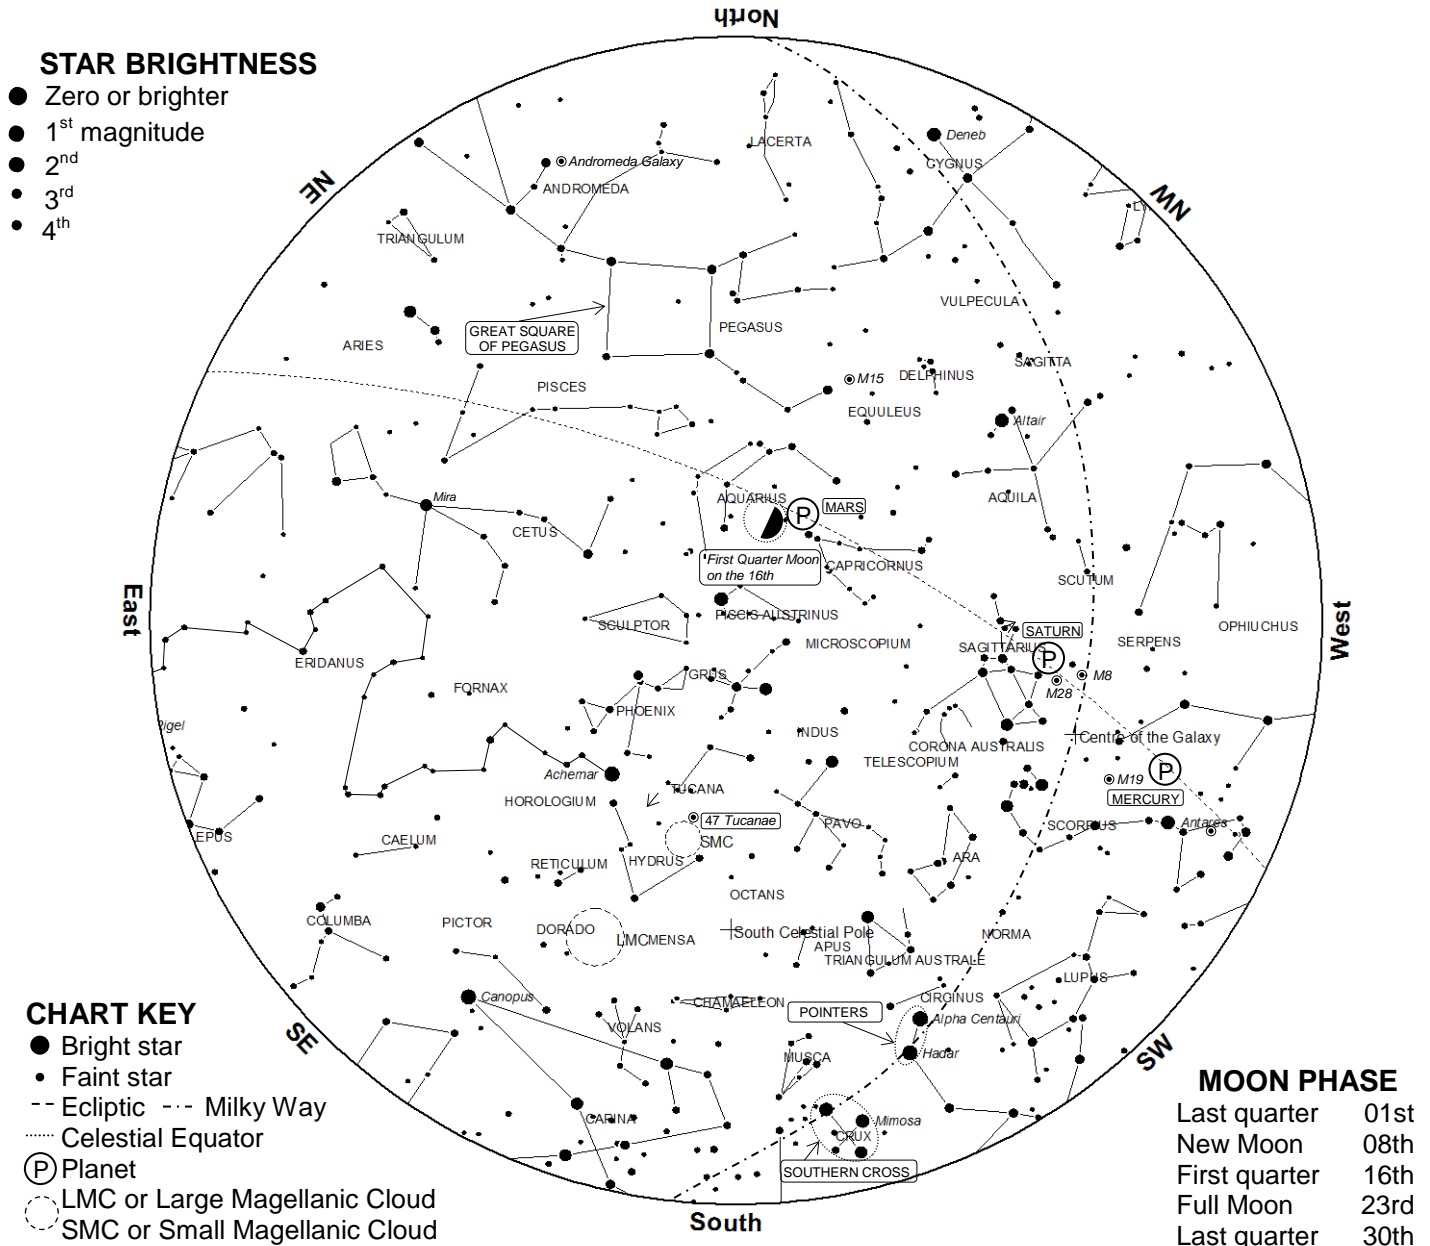 North
STAR BRIGHTNESS
Zero or brighter
1st magnitude
2nd
3rd
4th
NE
NW
East
West
SE
SW
South
LACERTA
Deneb
CYGNUS
Andromeda Galaxy
ANDROMEDA
TRIANGULUM
VULPECULA
GREAT SQUARE
OF PEGASUS
PEGASUS
ARIES
SAGITTA
PISCES
M15
DELPHINUS
EQUULEUS
Altair
Mira
AQUARIUS
MARS
AQUILA
CETUS
First Quarter Moon
on the 16th
CAPRICORNUS
SCUTUM
PISCIS AUSTRINUS
SCULPTOR
MICROSCOPIUM
SATURN
SAGITTARIUS
SERPENS
OPHIUCHUS
ERIDANUS
FORNAX
GRUS
M8
M28
PHOENIX
INDUS
CORONA AUSTRALIS
Centre of the Galaxy
TELESCOPIUM
Achernar
TUCANA
M19
MERCURY
HOROLOGIUM
47 Tucanae
PAVO
SCORPIUS
Antares
EPUS
CAELUM
SMC
RETICULUM
HYDRUS
ARA
OCTANS
COLUMBA
PICTOR
DORADO
LMC
MENSA
South Celestial Pole
APUS
NORMA
TRIANGULUM AUSTRALE
LUPUS
Canopus
CHAMAELEON
CIRCINUS
POINTERS
Alpha Centauri
VOLANS
Hadar
MUSCA
CARINA
Mimosa
CRUX
SOUTHERN CROSS
CHART KEY
Bright star
Faint star
Ecliptic
Milky Way
Celestial Equator
P Planet
LMC or Large Magellanic Cloud
SMC or Small Magellanic Cloud
P
P
P
MOON PHASE
Last quarter 01st
New Moon 08th
First quarter 16th
Full Moon 23rd
Last quarter 30th